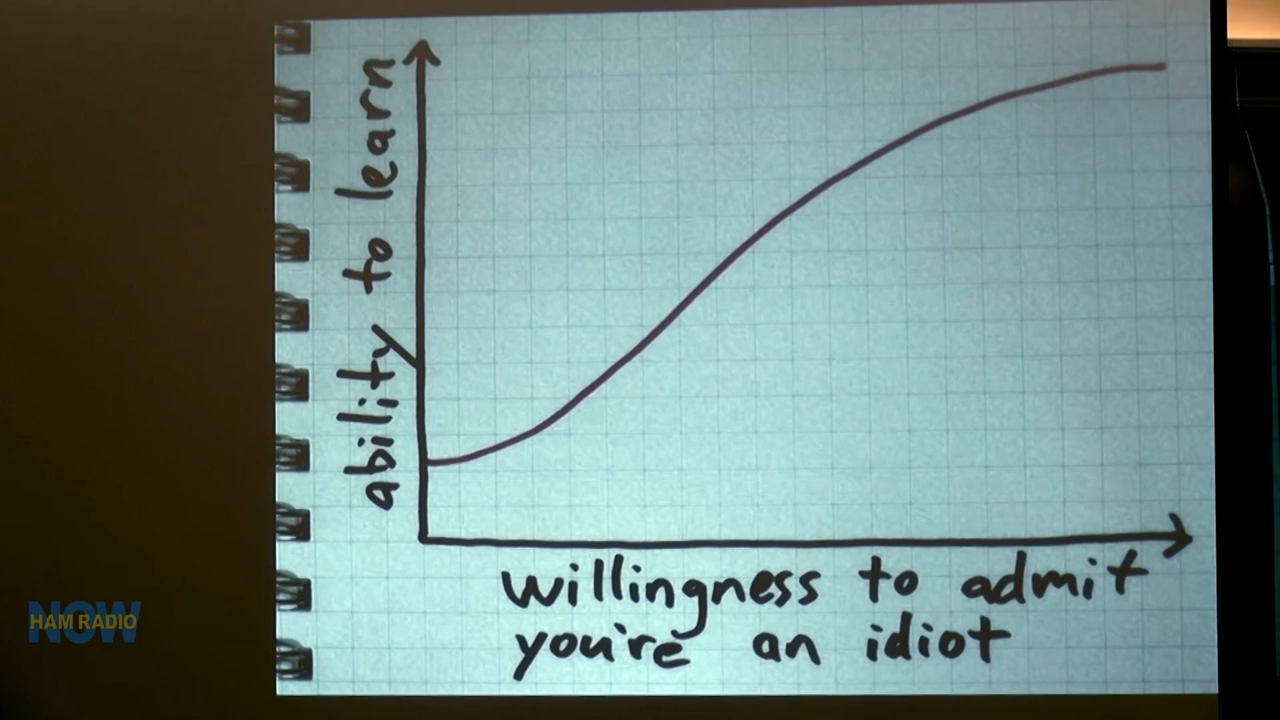 ability to learn
willingness to admit
you're an idiot
NOW
HAM RADIO